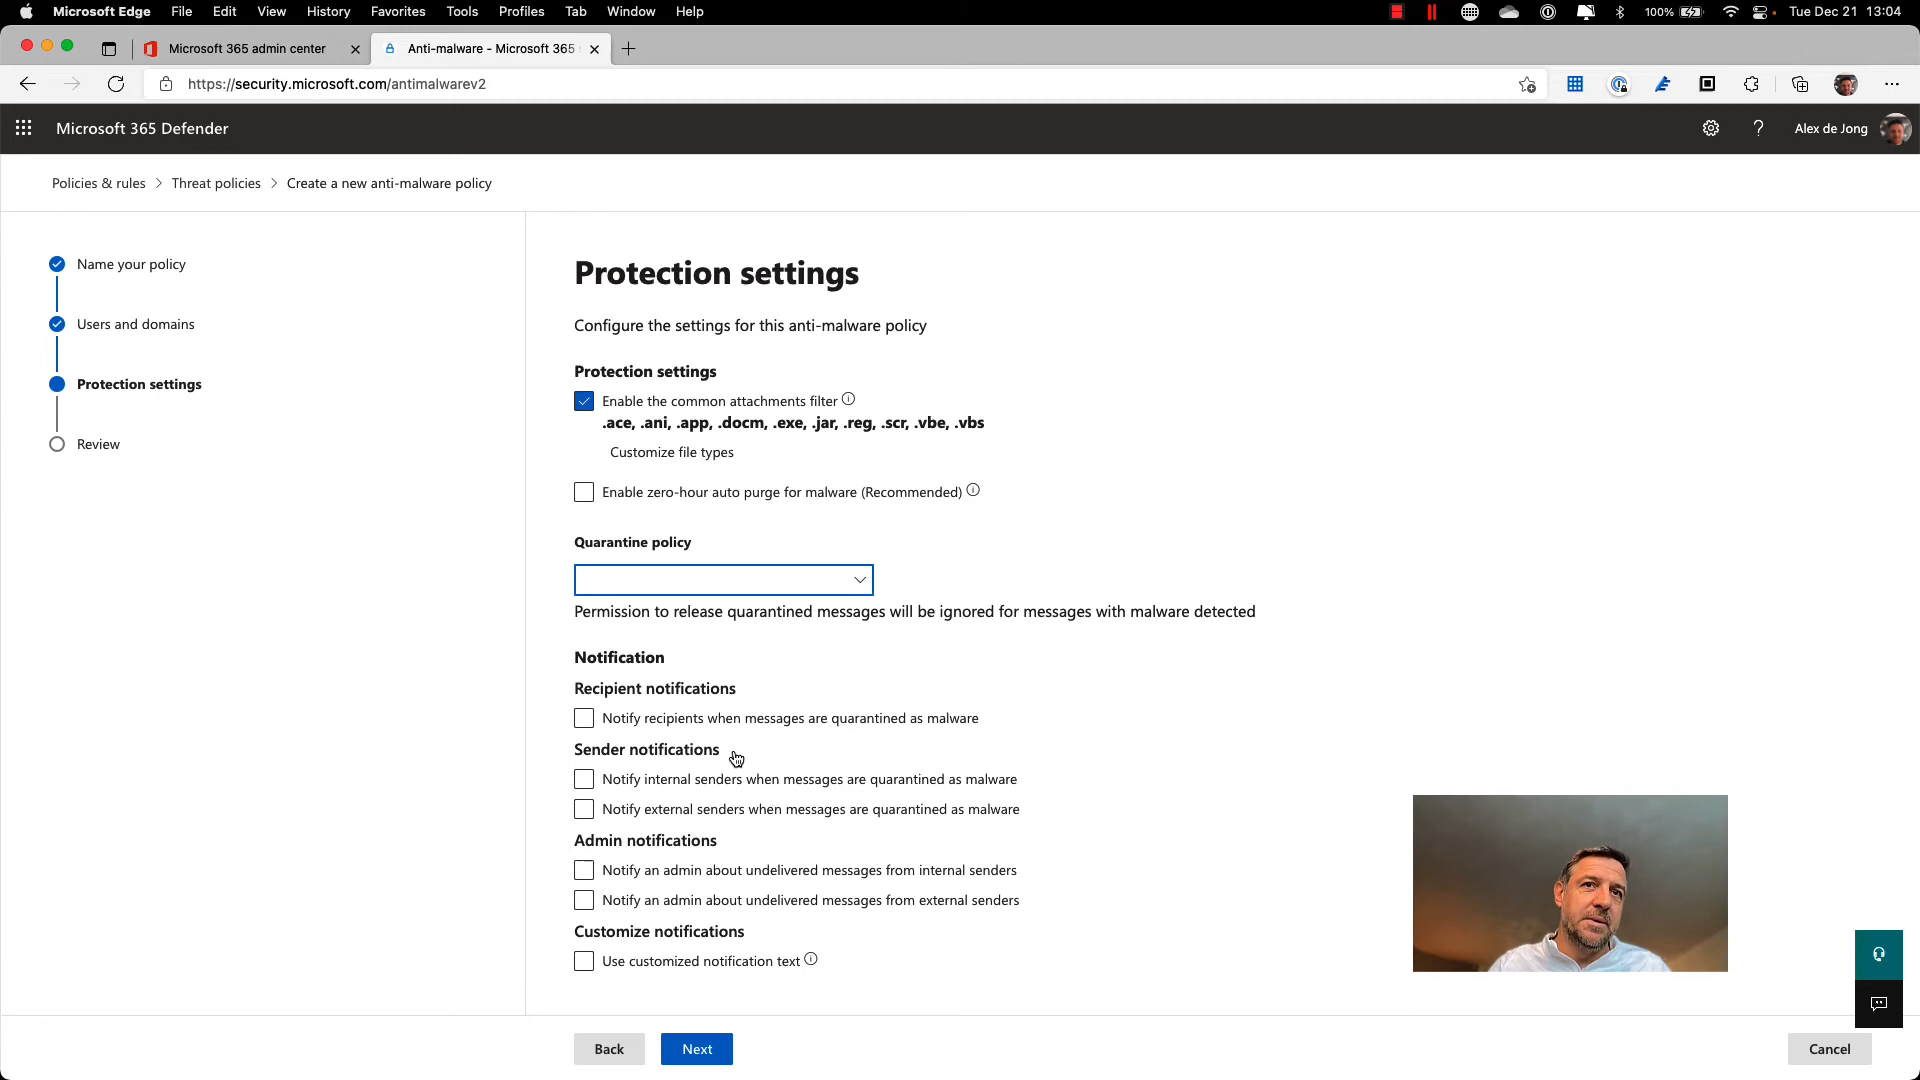 Microsoft Edge File Edit View History Favorites Tools Profiles Tab Window Help 100% Tue Dec 21 13:04
Microsoft 365 admin center Anti-malware - Microsoft 365
https://security.microsoft.com/antimalwarev2
Microsoft 365 Defender ? Alex de Jong
Policies & rules > Threat policies > Create a new anti-malware policy
Name your policy
Users and domains
Protection settings
Review
Protection settings
Configure the settings for this anti-malware policy
Protection settings
Enable the common attachments filter
.ace, .ani, .app, .docm, .exe, .jar, .reg, .scr, .vbe, .vbs
Customize file types
Enable zero-hour auto purge for malware (Recommended)
Quarantine policy
Permission to release quarantined messages will be ignored for messages with malware detected
Notification
Recipient notifications
Notify recipients when messages are quarantined as malware
Sender notifications
Notify internal senders when messages are quarantined as malware
Notify external senders when messages are quarantined as malware
Admin notifications
Notify an admin about undelivered messages from internal senders
Notify an admin about undelivered messages from external senders
Customize notifications
Use customized notification text
Back Next Cancel